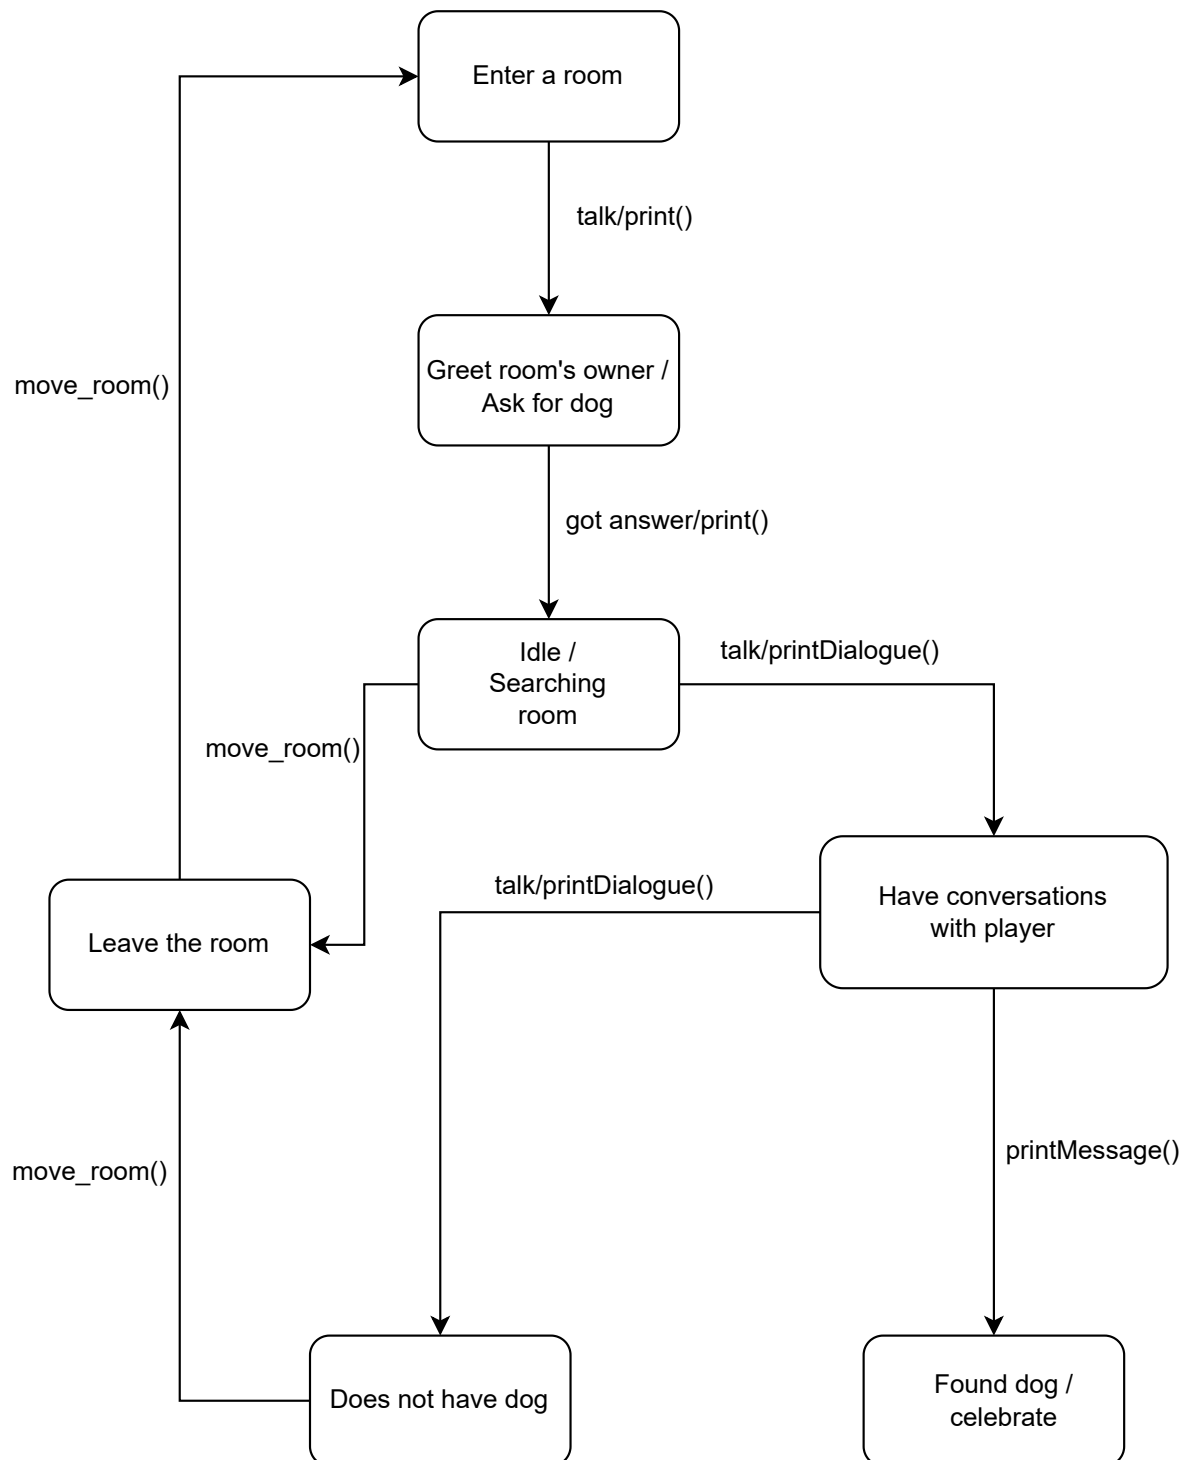 Enter a room
talk/print()
move_room()
Greet room's owner /
Ask for dog
got answer/print()
Idle /
Searching
room
talk/printDialogue()
move_room()
talk/printDialogue()
Have conversations
with player
Leave the room
printMessage()
move_room()
Does not have dog
Found dog /
celebrate